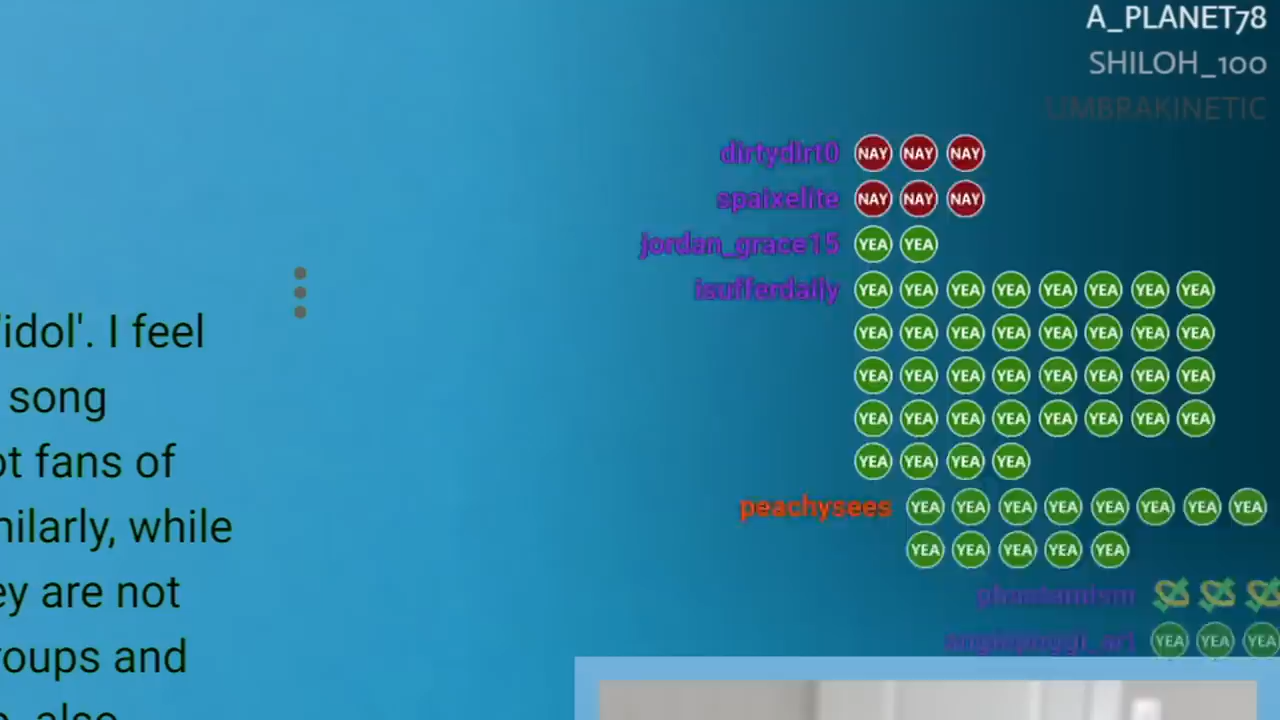 A_PLANET78
SHILOH_100
UMBRAKINETIC
dirtydirt0 NAY NAY NAY
spaixelite NAY NAY NAY
jordan_grace15 YEA YEA
isufferdaily YEA YEA YEA YEA YEA YEA YEA YEA
YEA YEA YEA YEA YEA YEA YEA YEA
YEA YEA YEA YEA YEA YEA YEA YEA
YEA YEA YEA YEA YEA YEA YEA YEA
YEA YEA YEA YEA
peachysees YEA YEA YEA YEA YEA YEA YEA YEA
YEA YEA YEA YEA YEA
YEA YEA YEA
'idol'. I feel
song
ot fans of
milarly, while
ey are not
roups and
also